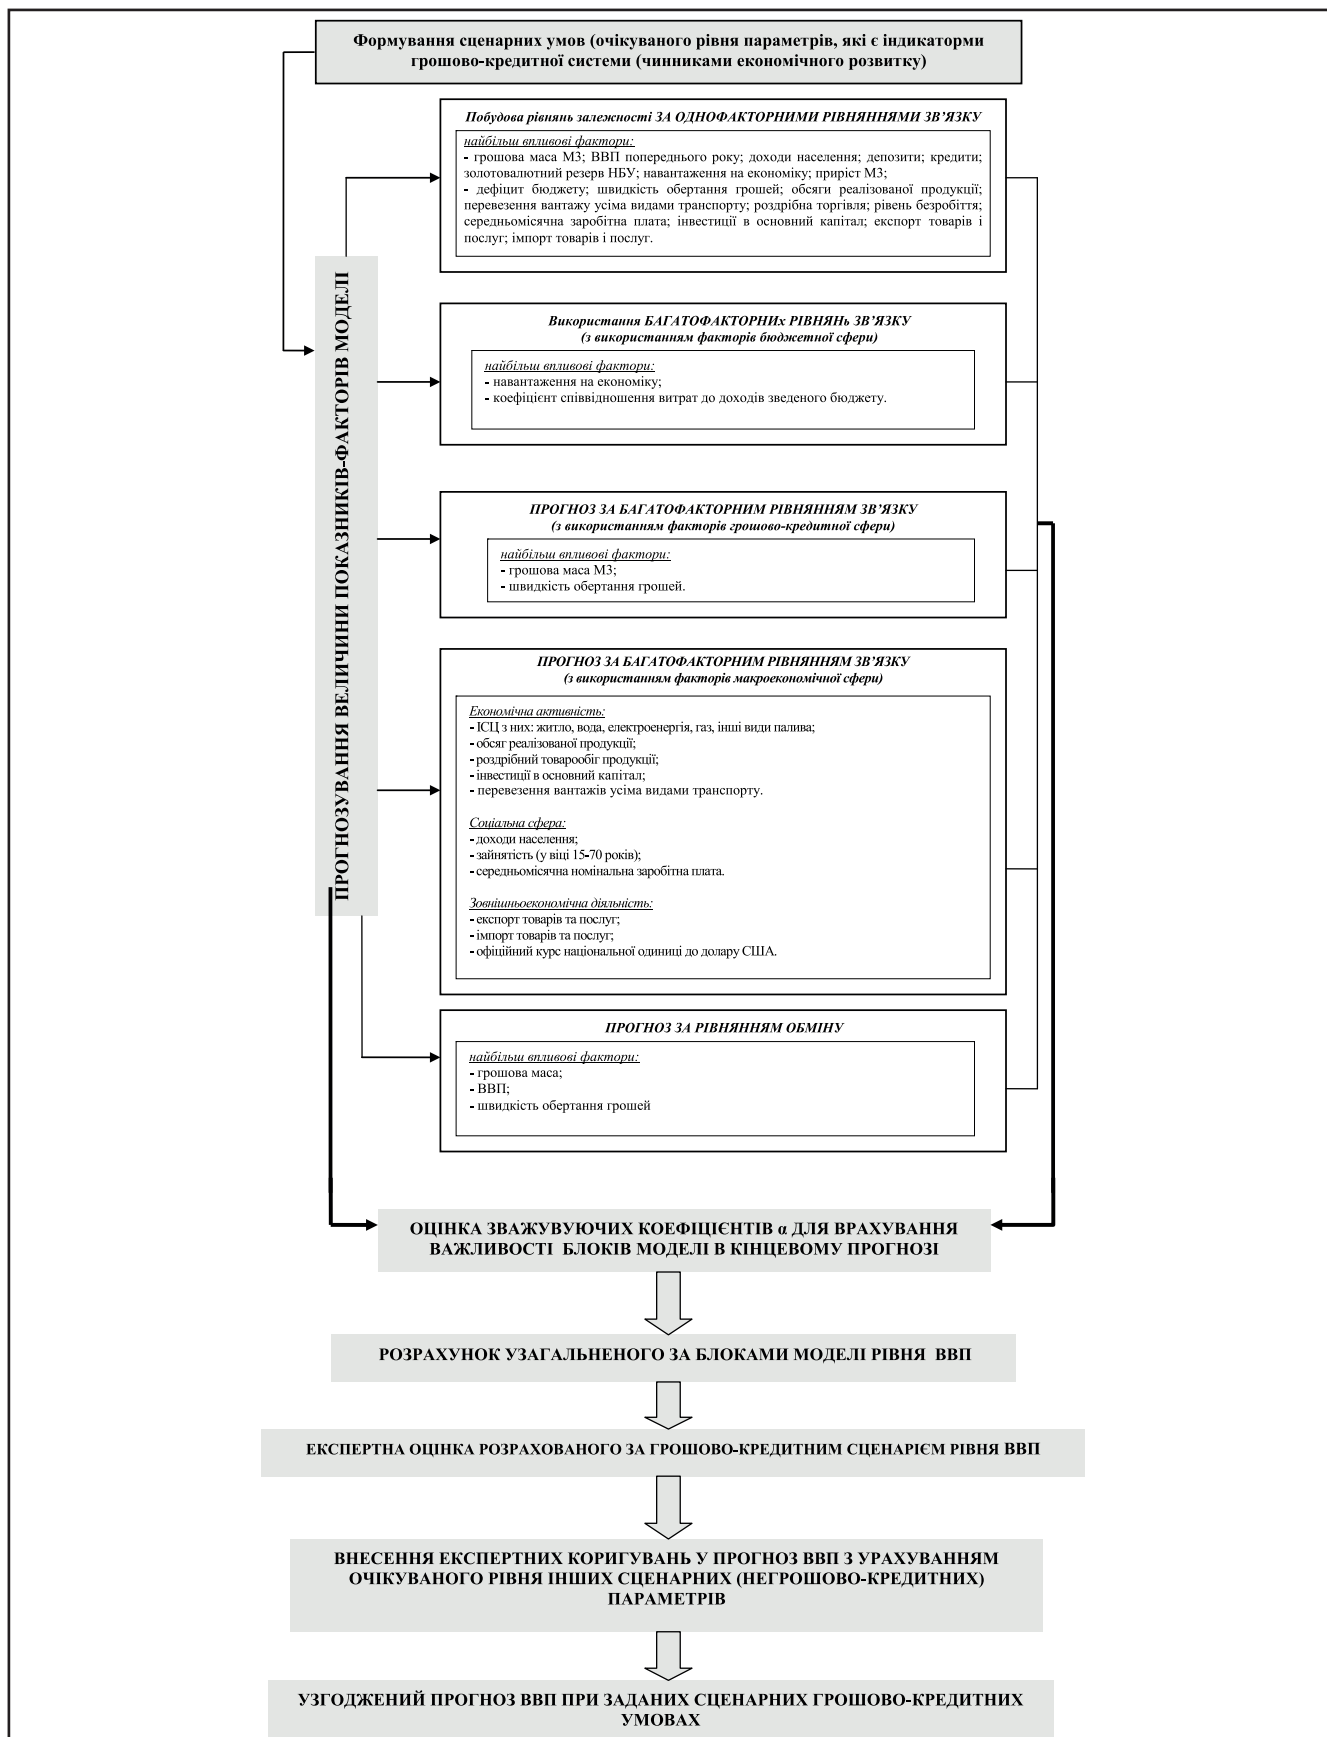 Формування сценарних умов (очікуваного рівня параметрів, які є індикаторми
грошово-кредитної системи (чинниками економічного розвитку)
Побудова рівнянь залежності ЗА ОДНОФАКТОРНИМИ РІВНЯННЯМИ ЗВ’ЯЗКУ
найбільш впливові фактори:
- грошова маса М3; ВВП попереднього року; доходи населення; депозити; кредити;
золотовалютний резерв НБУ; навантаження на економіку; приріст М3;
- дефіцит бюджету; швидкість обертання грошей; обсяги реалізованої продукції;
перевезення вантажу усіма видами транспорту; роздрібна торгівля; рівень безробіття;
середньомісячна заробітна плата; інвестиції в основний капітал; експорт товарів і
послуг; імпорт товарів і послуг.
ПРОГНОЗУВАННЯ ВЕЛИЧИНИ ПОКАЗНИКІВ-ФАКТОРІВ МОДЕЛІ
Використання БАГАТОФАКТОРНИх РІВНЯНь ЗВ’ЯЗКУ
(з використанням факторів бюджетної сфери)
найбільш впливові фактори:
- навантаження на економіку;
- коефіцієнт співвідношення витрат до доходів зведеного бюджету.
ПРОГНОЗ ЗА БАГАТОФАКТОРНИМ РІВНЯННЯМ ЗВ’ЯЗКУ
(з використанням факторів грошово-кредитної сфери)
найбільш впливові фактори:
- грошова маса М3;
- швидкість обертання грошей.
ПРОГНОЗ ЗА БАГАТОФАКТОРНИМ РІВНЯННЯМ ЗВ’ЯЗКУ
(з використанням факторів макроекономічної сфери)
Економічна активність:
- ІСЦ з них: житло, вода, електроенергія, газ, інші види палива;
- обсяг реалізованої продукції;
- роздрібний товарообіг продукції;
- інвестиції в основний капітал;
- перевезення вантажів усіма видами транспорту.
Соціальна сфера:
- доходи населення;
- зайнятість (у віці 15-70 років);
- середньомісячна номінальна заробітна плата.
Зовнішньоекономічна діяльність:
- експорт товарів та послуг;
- імпорт товарів та послуг;
- офіційний курс національної одиниці до долару США.
ПРОГНОЗ ЗА РІВНЯННЯМ ОБМІНУ
найбільш впливові фактори:
- грошова маса;
- ВВП;
- швидкість обертання грошей
ОЦІНКА ЗВАЖУВУЮЧИХ КОЕФІЦІЄНТІВ α ДЛЯ ВРАХУВАННЯ
ВАЖЛИВОСТІ БЛОКІВ МОДЕЛІ В КІНЦЕВОМУ ПРОГНОЗІ
РОЗРАХУНОК УЗАГАЛЬНЕНОГО ЗА БЛОКАМИ МОДЕЛІ РІВНЯ ВВП
ЕКСПЕРТНА ОЦІНКА РОЗРАХОВАНОГО ЗА ГРОШОВО-КРЕДИТНИМ СЦЕНАРІЄМ РІВНЯ ВВП
ВНЕСЕННЯ ЕКСПЕРТНИХ КОРИГУВАНЬ У ПРОГНОЗ ВВП З УРАХУВАННЯМ
ОЧІКУВАНОГО РІВНЯ ІНШИХ СЦЕНАРНИХ (НЕГРОШОВО-КРЕДИТНИХ)
ПАРАМЕТРІВ
УЗГОДЖЕНИЙ ПРОГНОЗ ВВП ПРИ ЗАДАНИХ СЦЕНАРНИХ ГРОШОВО-КРЕДИТНИХ
УМОВАХ